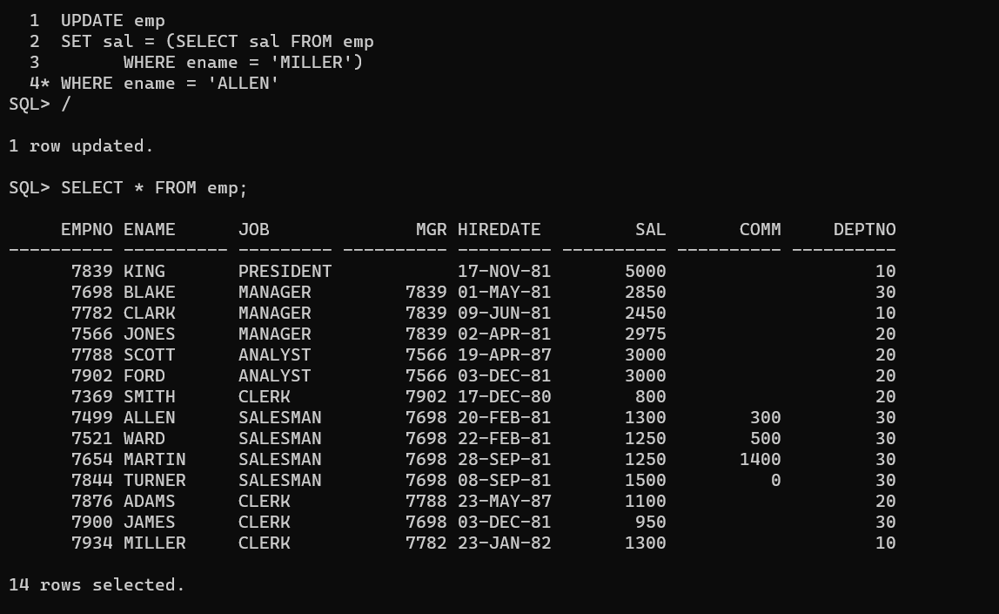 1  UPDATE emp
  2  SET sal = (SELECT sal FROM emp
  3        WHERE ename = 'MILLER')
  4* WHERE ename = 'ALLEN'
SQL> /

1 row updated.

SQL> SELECT * FROM emp;

     EMPNO ENAME      JOB              MGR HIREDATE         SAL       COMM     DEPTNO
---------- ---------- --------- ---------- --------- ---------- ---------- ----------
      7839 KING       PRESIDENT            17-NOV-81       5000                    10
      7698 BLAKE      MANAGER         7839 01-MAY-81       2850                    30
      7782 CLARK      MANAGER         7839 09-JUN-81       2450                    10
      7566 JONES      MANAGER         7839 02-APR-81       2975                    20
      7788 SCOTT      ANALYST         7566 19-APR-87       3000                    20
      7902 FORD       ANALYST         7566 03-DEC-81       3000                    20
      7369 SMITH      CLERK           7902 17-DEC-80        800                    20
      7499 ALLEN      SALESMAN        7698 20-FEB-81       1300        300         30
      7521 WARD       SALESMAN        7698 22-FEB-81       1250        500         30
      7654 MARTIN     SALESMAN        7698 28-SEP-81       1250       1400         30
      7844 TURNER     SALESMAN        7698 08-SEP-81       1500          0         30
      7876 ADAMS      CLERK           7788 23-MAY-87       1100                    20
      7900 JAMES      CLERK           7698 03-DEC-81        950                    30
      7934 MILLER     CLERK           7782 23-JAN-82       1300                    10

14 rows selected.